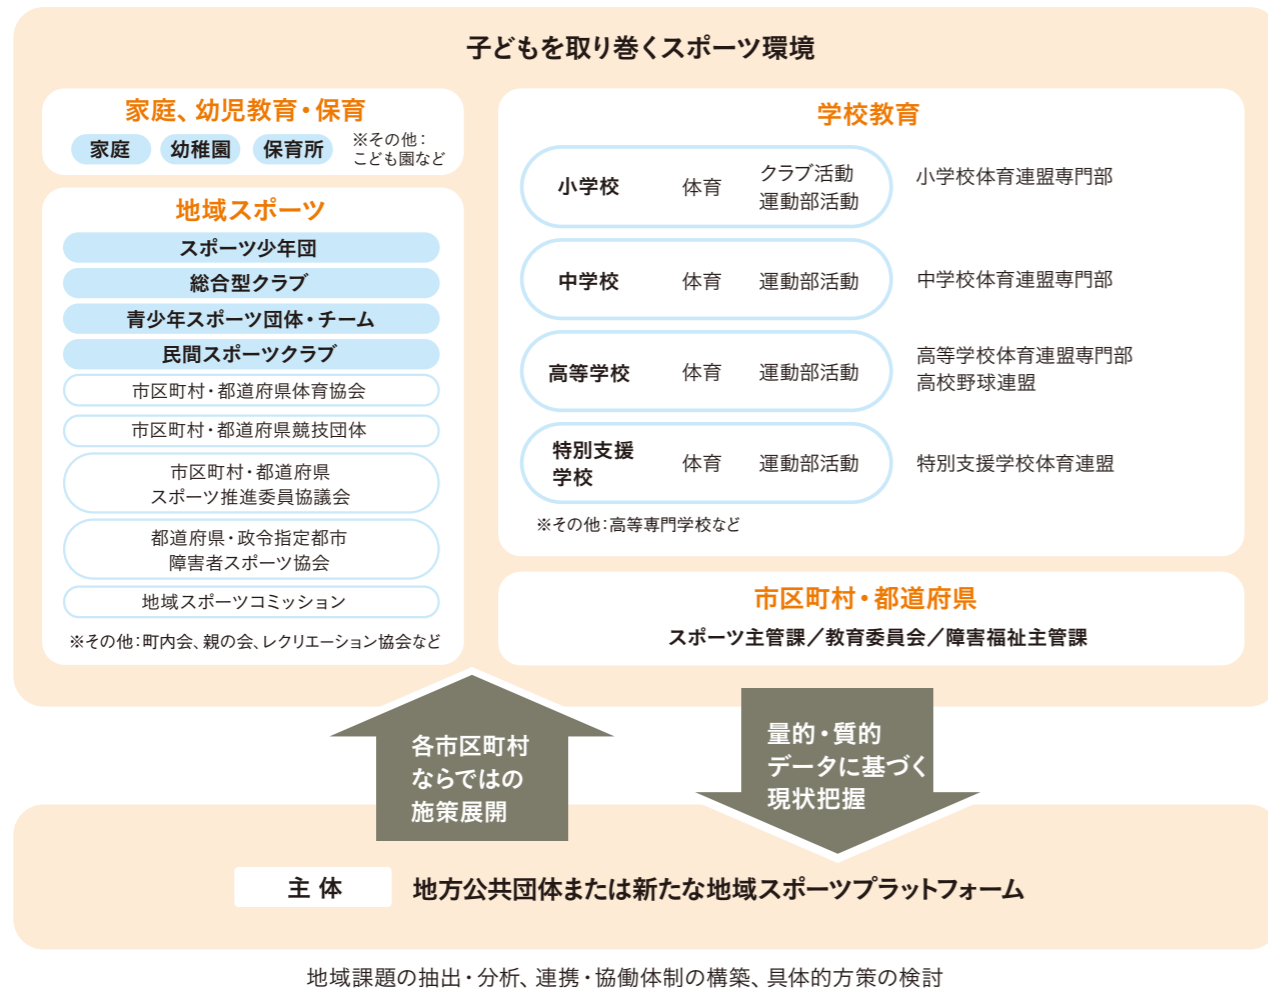 子どもを取り巻くスポーツ環境
家庭、幼児教育・保育
家庭
幼稚園
保育所
※その他：
こども園など
地域スポーツ
スポーツ少年団
総合型クラブ
青少年スポーツ団体・チーム
民間スポーツクラブ
市区町村・都道府県体育協会
市区町村・都道府県競技団体
市区町村・都道府県
スポーツ推進委員協議会
都道府県・政令指定都市
障害者スポーツ協会
地域スポーツコミッション
※その他：町内会、親の会、レクリエーション協会など
学校教育
小学校
体育
クラブ活動
運動部活動
小学校体育連盟専門部
中学校
体育
運動部活動
中学校体育連盟専門部
高等学校
体育
運動部活動
高等学校体育連盟専門部
高校野球連盟
特別支援
学校
体育
運動部活動
特別支援学校体育連盟
※その他：高等専門学校など
市区町村・都道府県
スポーツ主管課／教育委員会／障害福祉主管課
各市区町村
ならではの
施策展開
量的・質的
データに基づく
現状把握
主 体
地方公共団体または新たな地域スポーツプラットフォーム
地域課題の抽出・分析、連携・協働体制の構築、具体的方策の検討